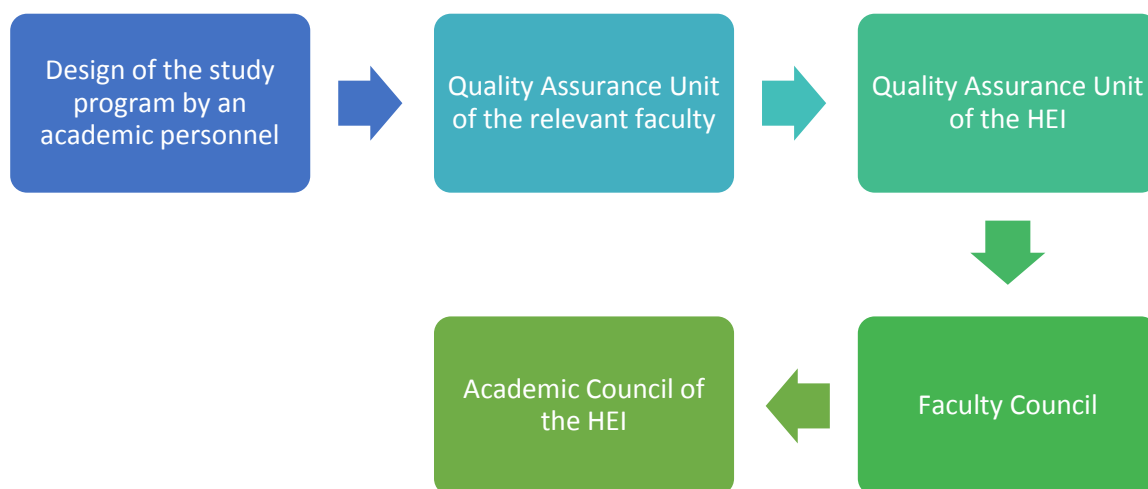 Design of the study
program by an
academic personnel
Quality Assurance Unit
of the relevant faculty
Quality Assurance Unit
of the HEI
Faculty Council
Academic Council of
the HEI